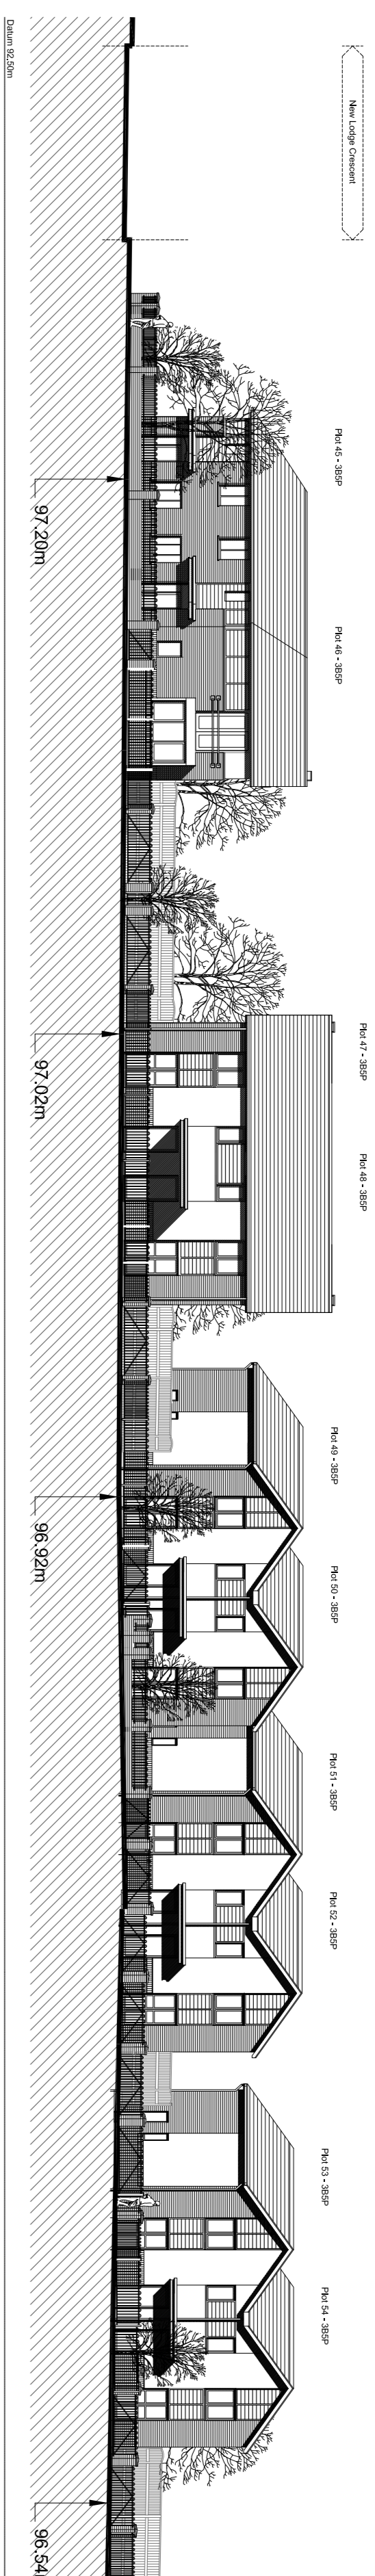 New Lodge Crescent
Plot 45 - 3B5P
Plot 46 - 3B5P
Plot 47 - 3B5P
Plot 48 - 3B5P
Plot 49 - 3B5P
Plot 50 - 3B5P
Plot 51 - 3B5P
Plot 52 - 3B5P
Plot 53 - 3B5P
Plot 54 - 3B5P
97.20m
97.02m
96.92m
96.54
Datum 92.50m